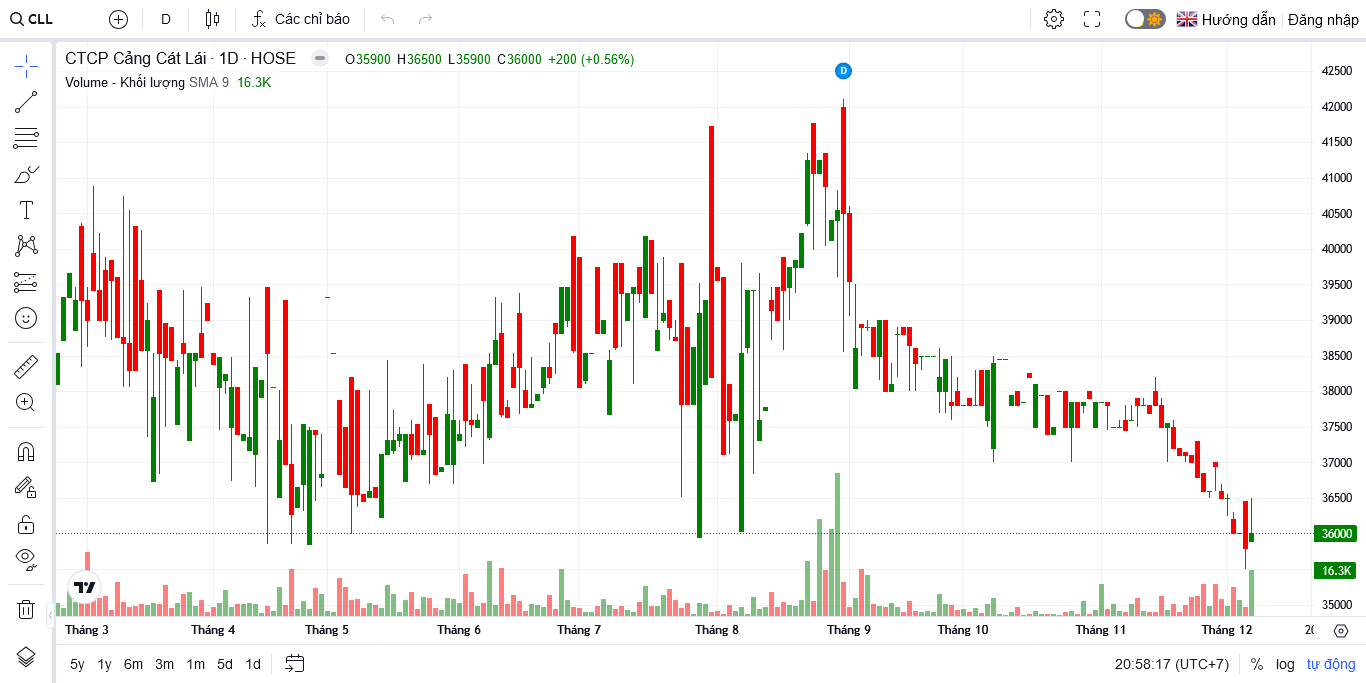 CLL D Các chỉ báo Hướng dẫn Đăng nhập
CTCP Cảng Cát Lái · 1D · HOSE O35900 H36500 L35900 C36000 +200 (+0.56%)
Volume - Khối lượng SMA 9 16.3K
D
42500
42000
41500
41000
40500
40000
39500
39000
38500
38000
37500
37000
36500
36000
16.3K
35000
Tháng 3 Tháng 4 Tháng 5 Tháng 6 Tháng 7 Tháng 8 Tháng 9 Tháng 10 Tháng 11 Tháng 12
5y 1y 6m 3m 1m 5d 1d 20:58:17 (UTC+7) % log tự động